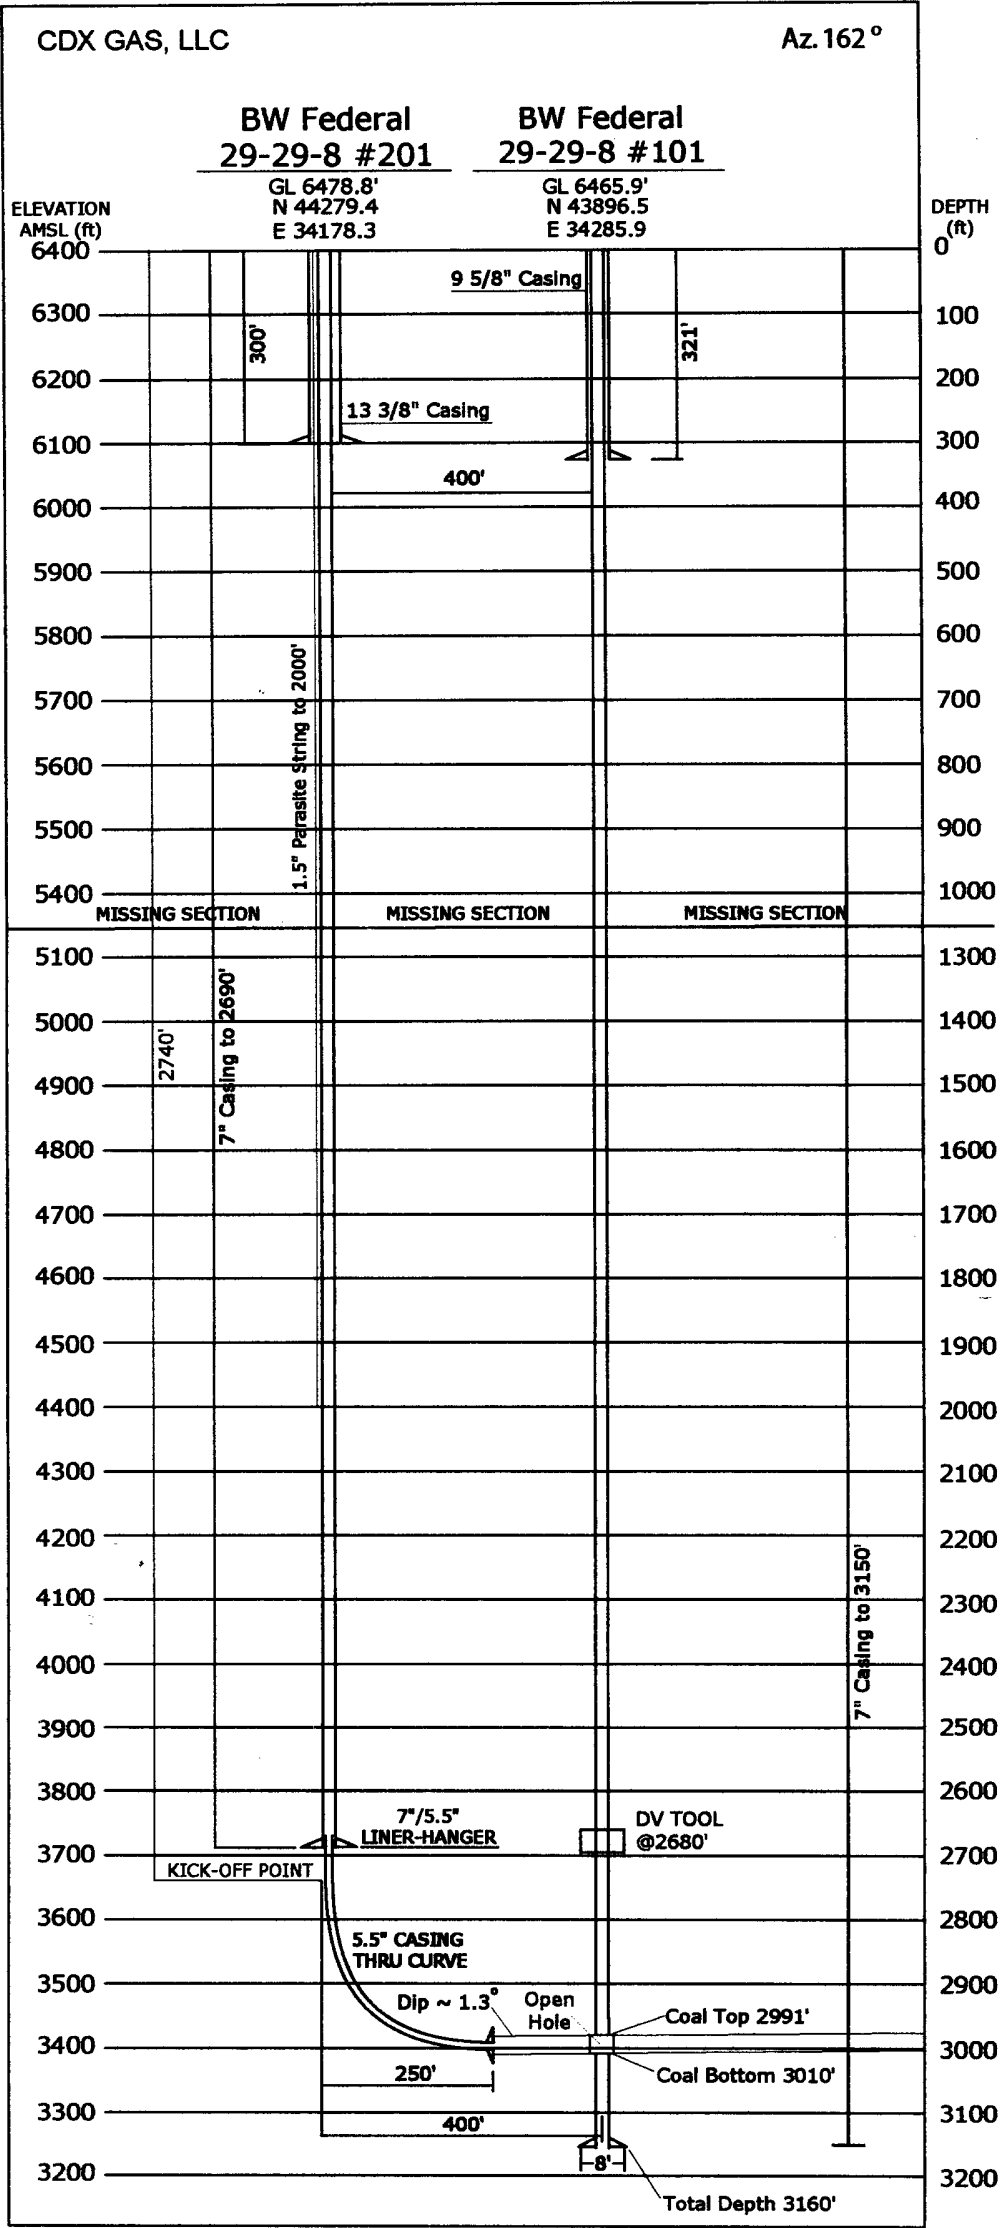 CDX GAS, LLC
Az. 162°
BW Federal
29-29-8 #201
GL 6478.8'
N 44279.4
E 34178.3
BW Federal
29-29-8 #101
GL 6465.9'
N 43896.5
E 34285.9
ELEVATION
AMSL (ft)
DEPTH
(ft)
6400
0
9 5/8" Casing
6300
100
300'
321'
6200
200
13 3/8" Casing
6100
300
400'
6000
400
5900
500
5800
600
1.5" Parasite String to 2000'
5700
700
5600
800
5500
900
5400
1000
MISSING SECTION
MISSING SECTION
MISSING SECTION
5100
1300
7" Casing to 2690'
5000
1400
2740'
4900
1500
4800
1600
4700
1700
4600
1800
4500
1900
4400
2000
4300
2100
4200
2200
7" Casing to 3150'
4100
2300
4000
2400
3900
2500
3800
2600
7"/5.5"
LINER-HANGER
DV TOOL
@2680'
3700
2700
KICK-OFF POINT
3600
2800
5.5" CASING
THRU CURVE
3500
2900
Dip ~ 1.3°
Open
Hole
Coal Top 2991'
3400
3000
250'
Coal Bottom 3010'
3300
3100
400'
8'
3200
3200
Total Depth 3160'